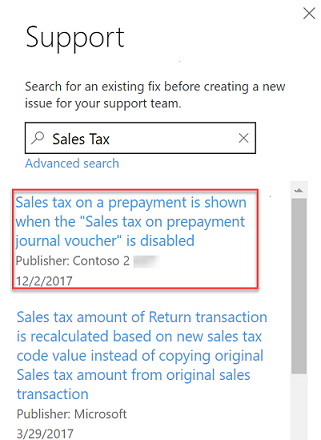 Support
Search for an existing fix before creating a new
issue for your support team.
Sales Tax
Advanced search
Sales tax on a prepayment is shown
when the "Sales tax on prepayment
journal voucher" is disabled
Publisher: Contoso 2
12/2/2017
Sales tax amount of Return transaction
is recalculated based on new sales tax
code value instead of copying original
Sales tax amount from original sales
transaction
Publisher: Microsoft
3/29/2017